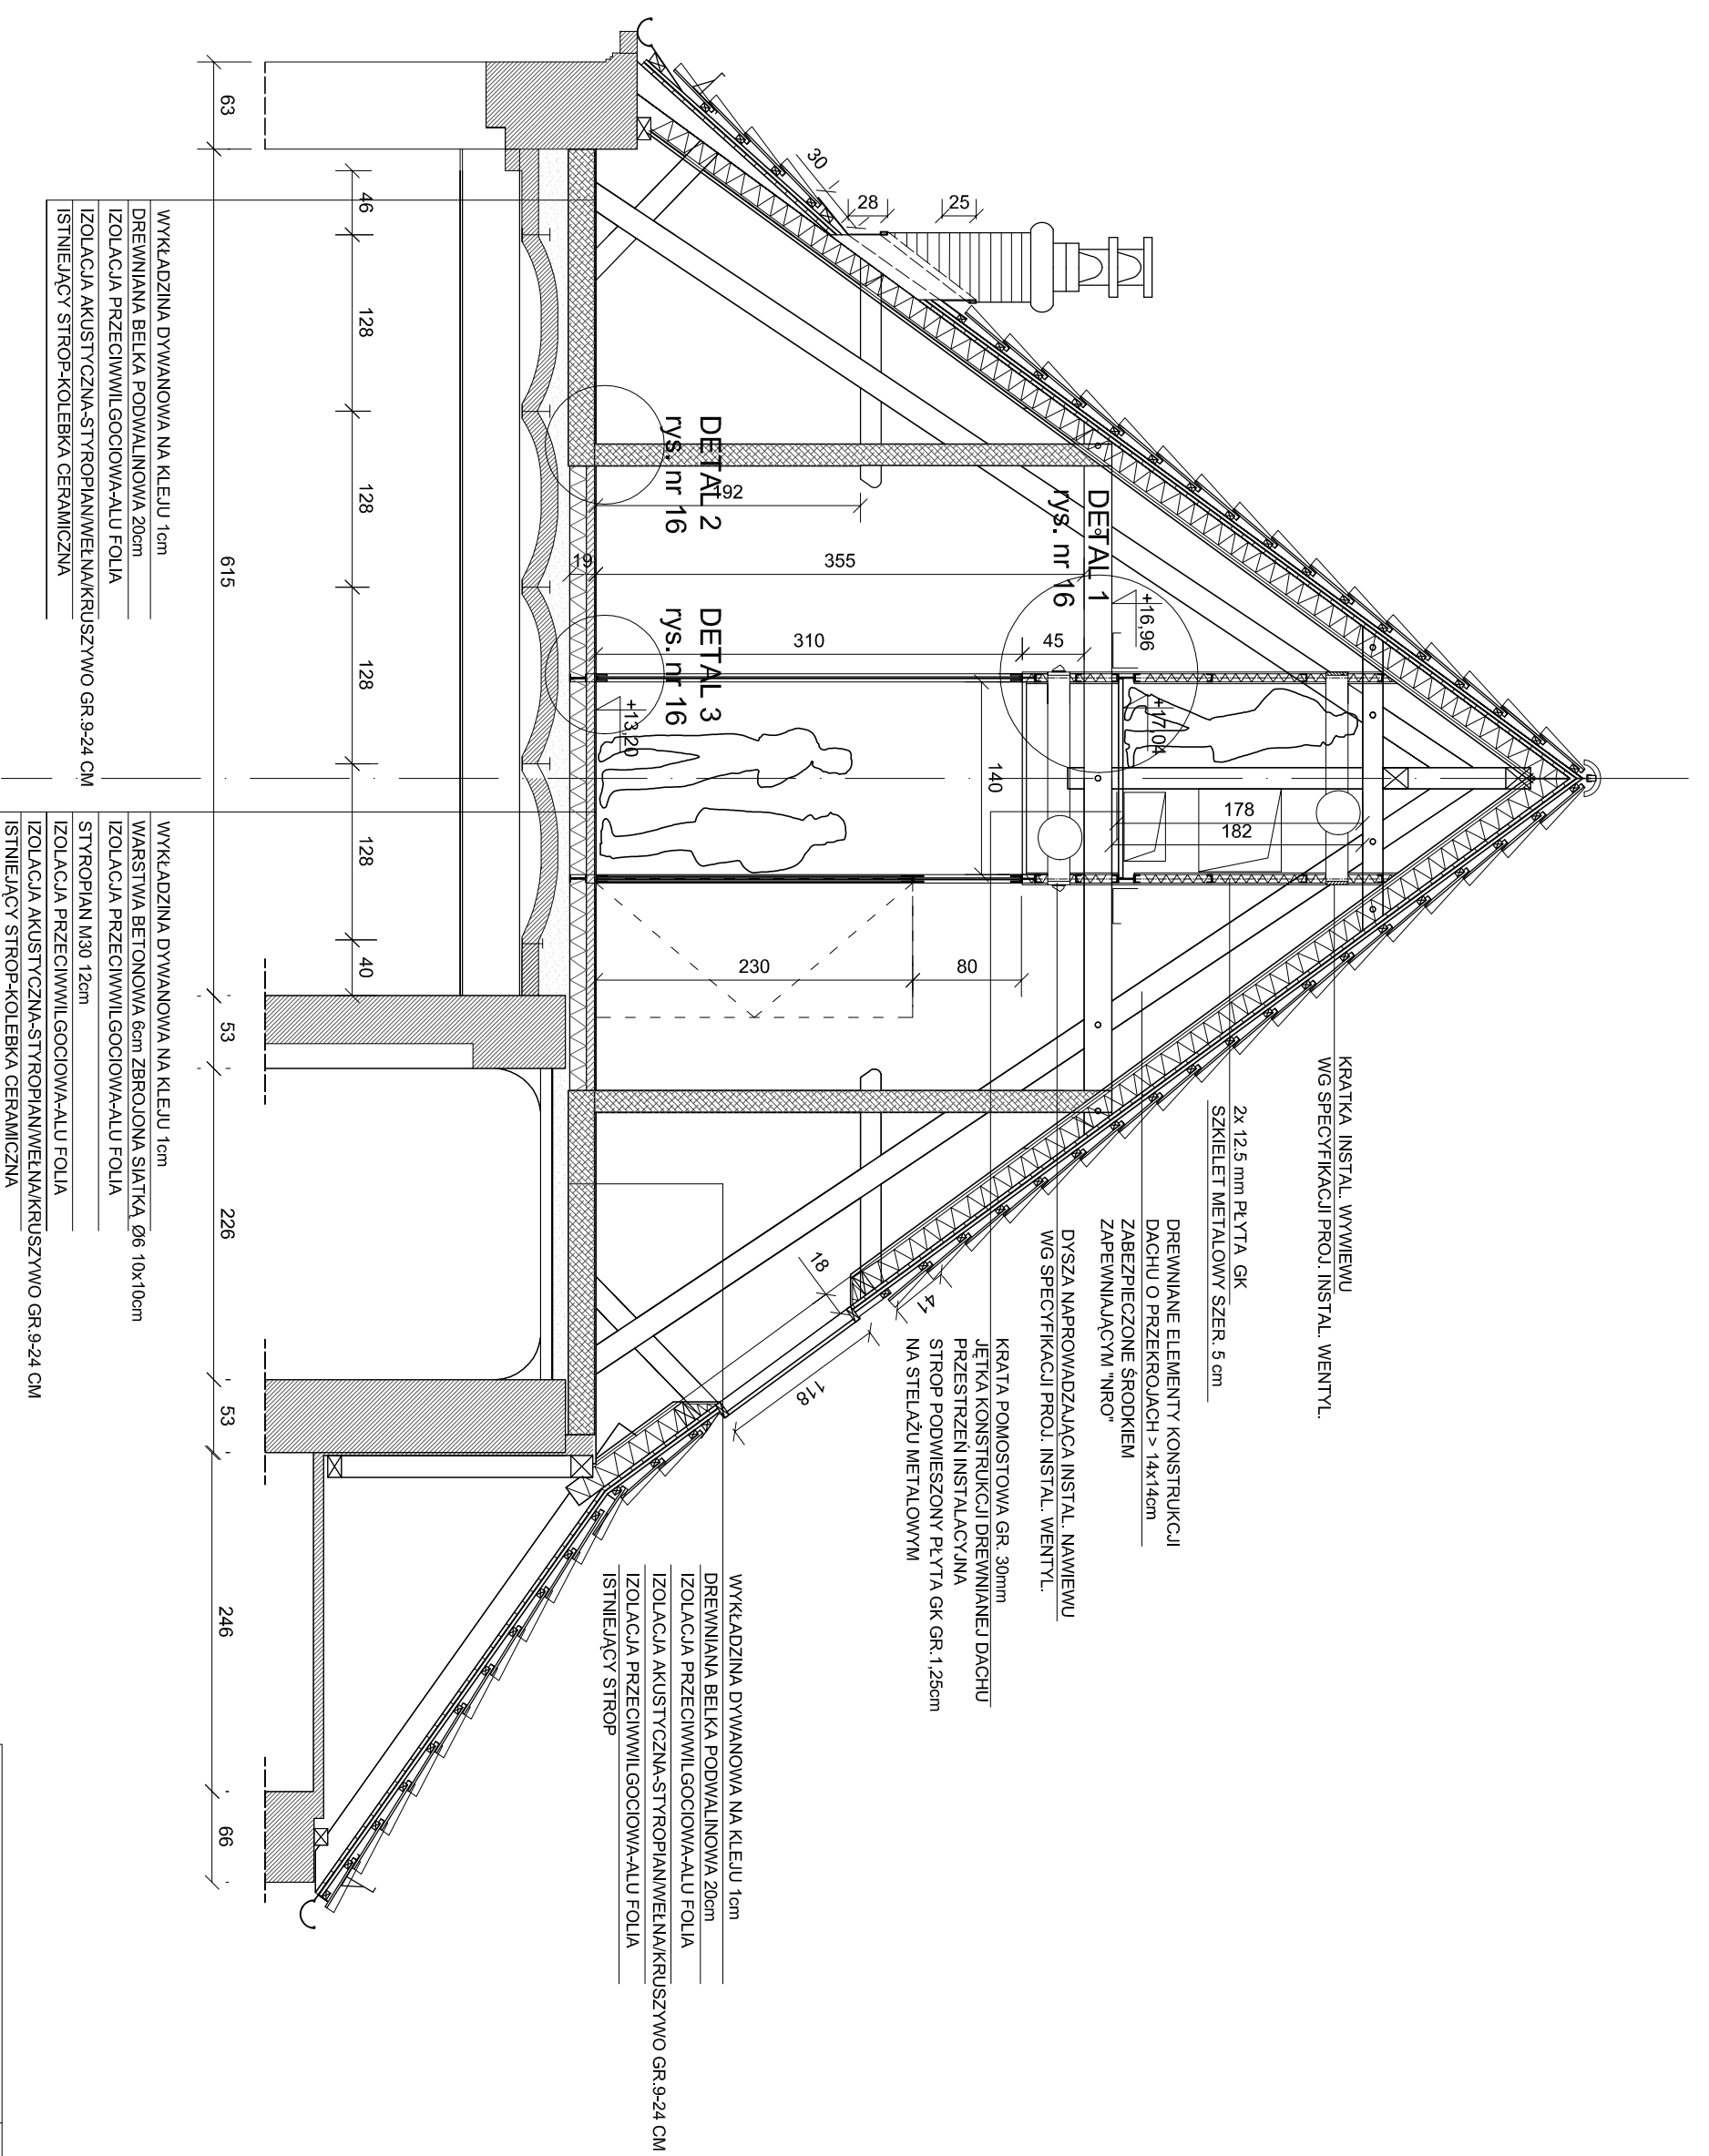 KRATKA INSTAL. WYWIEWU
WG SPECYFIKACJI PROJ. INSTAL. WENTYL.
2x 12.5 mm PŁYTA GK
SZKIELET METALOWY SZER. 5 cm
DREWNIANE ELEMENTY KONSTRUKCJI
DACHU O PRZEKROJACH > 14x14cm
ZABEZPIECZONE ŚRODKIEM
ZAPEWNIAJĄCYM "NRO"
DYSZA NAPROWADZAJĄCA INSTAL. NAWIEWU
WG SPECYFIKACJI PROJ. INSTAL. WENTYL.
KRATA POMOSTOWA GR. 30mm
JĘTKA KONSTRUKCJI DREWNIANEJ DACHU
PRZESTRZEŃ INSTALACYJNA
STROP PODWIESZONY PŁYTA GK GR.1,25cm
NA STELAŻU METALOWYM
DETAL 1
rys. nr 16
DETAL 2
rys. nr 16
DETAL 3
rys. nr 16
+16,96
+17,04
+13,20
178
182
140
25
28
30
192
355
19
310
45
230
80
18
41
118
WYKŁADZINA DYWANOWA NA KLEJU 1cm
DREWNIANA BELKA PODWALINOWA 20cm
IZOLACJA PRZECIWWILGOCIOWA-ALU FOLIA
IZOLACJA AKUSTYCZNA-STYROPIAN/WEŁNA/KRUSZYWO GR.9-24 CM
IZOLACJA PRZECIWWILGOCIOWA-ALU FOLIA
ISTNIEJĄCY STROP
46
128
128
128
128
40
63
615
53
226
53
246
66
WYKŁADZINA DYWANOWA NA KLEJU 1cm
DREWNIANA BELKA PODWALINOWA 20cm
IZOLACJA PRZECIWWILGOCIOWA-ALU FOLIA
IZOLACJA AKUSTYCZNA-STYROPIAN/WEŁNA/KRUSZYWO GR.9-24 CM
ISTNIEJĄCY STROP-KOLEBKA CERAMICZNA
WYKŁADZINA DYWANOWA NA KLEJU 1cm
WARSTWA BETONOWA 6cm ZBROJONA SIATKĄ Ø6 10x10cm
IZOLACJA PRZECIWWILGOCIOWA-ALU FOLIA
STYROPIAN M30 12cm
IZOLACJA PRZECIWWILGOCIOWA-ALU FOLIA
IZOLACJA AKUSTYCZNA-STYROPIAN/WEŁNA/KRUSZYWO GR.9-24 CM
ISTNIEJĄCY STROP-KOLEBKA CERAMICZNA